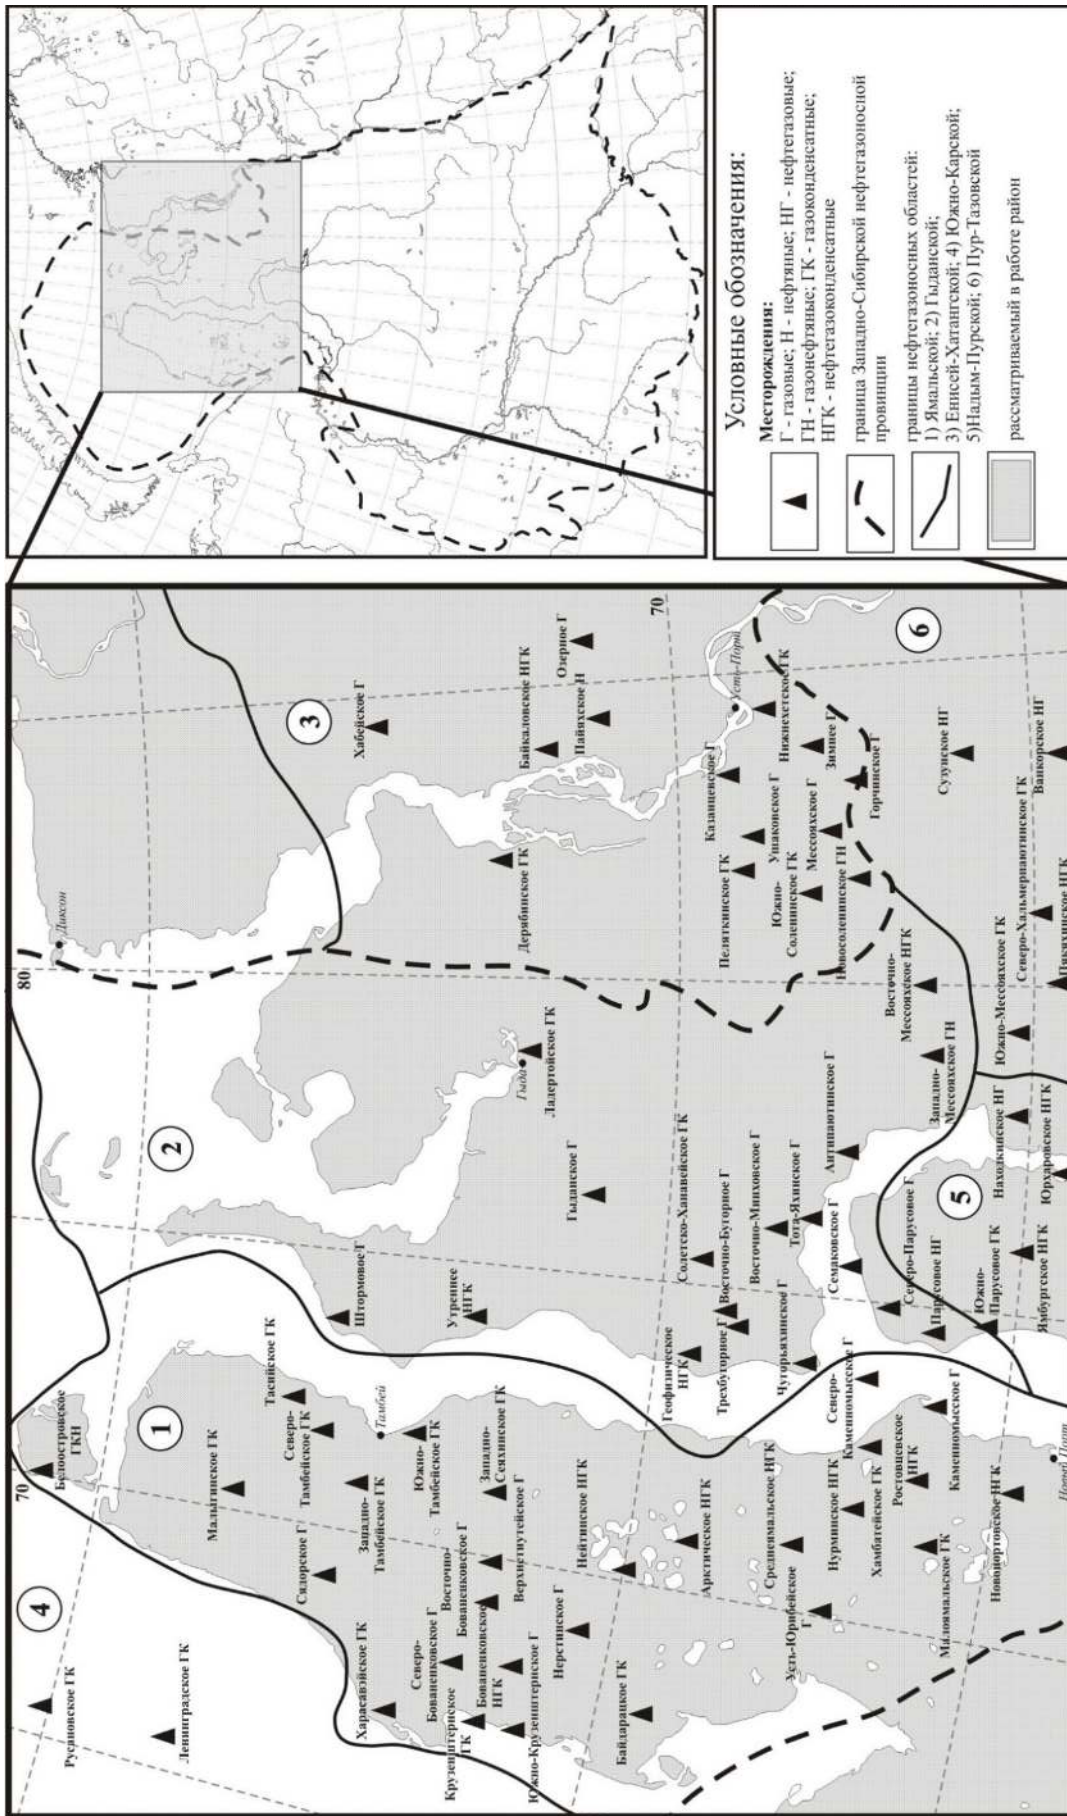 Условные обозначения:
Месторождения:
Г - газовые; Н - нефтяные; НГ - нефтегазовые;
ГН - газонефтяные; ГК - газоконденсатные;
НГК - нефтегазоконденсатные
граница Западно-Сибирской нефтегазоносной
провинции
границы нефтегазоносных областей:
1) Ямальской; 2) Гыданской;
3) Енисей-Хатангской; 4) Южно-Карской;
5)Надым-Пурской; 6) Пур-Тазовской
рассматриваемый в работе район
70
80
70
1
2
3
4
5
6
Диксон
Гыда
Тамбей
Усть-Порт
Новый Порт
Русановское ГК
Ленинградское ГК
Белоостровское
ГКН
Малыгинское ГК
Тасийское ГК
Северо-
Тамбейское ГК
Западно-
Тамбейское ГК
Южно-
Тамбейское ГК
Сядорское Г
Харасавэйское ГК
Северо-
Бованенковское Г
Восточно-
Бованенковское Г
Западно-
Сеяхинское ГК
Верхнетиутейское Г
Крузенштернское
ГК
Бованенковское
НГК
Южно-Крузенштернское Г
Нерстинское Г
Нейтинское НГК
Байдарацкое ГК
Арктическое НГК
Среднеямальское НГК
Усть-Юрибейское
Г
Нурминское НГК
Хамбатейское ГК
Ростовцевское
НГК
Малоямальское ГК
Новопортовское НГК
Северо-
Каменномысское Г
Каменномысское Г
Штормовое Г
Утреннее
НГК
Геофизическое
НГК
Трехбугорное Г
Восточно-Бугорное Г
Солетско-Ханавейское ГК
Восточно-Минховское Г
Тота-Яхинское Г
Чугорьяхинское Г
Семаковское Г
Антипаютинское Г
Гыданское Г
Ладертойское ГК
Северо-Парусовое Г
Парусовое НГ
Южно-
Парусовое ГК
Ямбургское НГК
Юрхаровское НГК
Находкинское НГ
Западно-
Мессояхское ГН
Восточно-
Мессояхское НГК
Южно-Мессояхское ГК
Северо-Хальмерпаютинское ГК
Пякяхинское НГК
Ванкорское НГ
Сузунское НГ
Хабейское Г
Байкаловское НГК
Пайяхское Н
Озерное Г
Дерябинское ГК
Казанцевское Г
Пеляткинское ГК
Ушаковское Г
Южно-
Соленинское ГК
Мессояхское Г
Новосоленинское ГН
Нижнехетское ГК
Зимнее Г
Горчинское Г